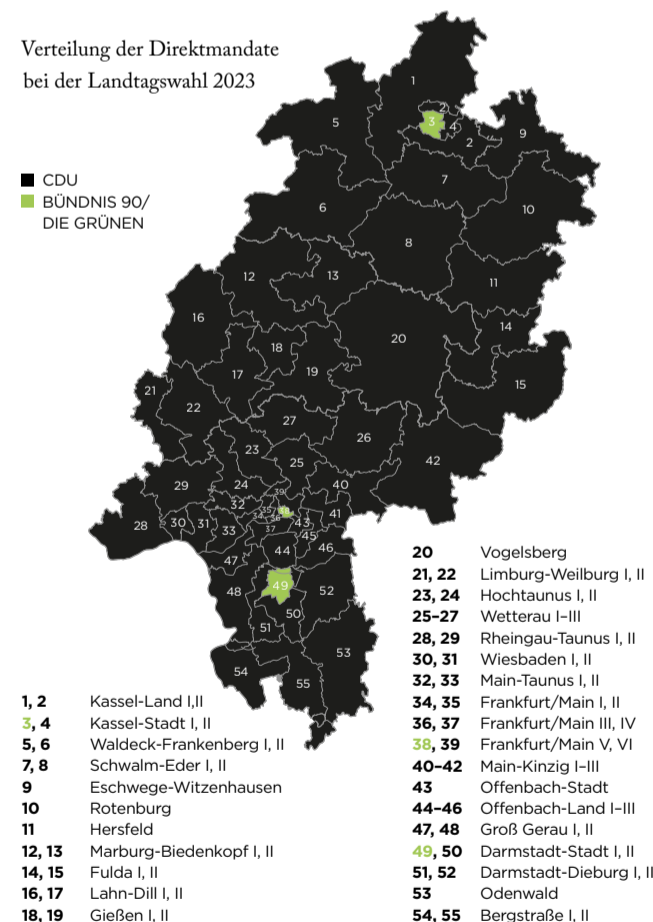 Verteilung der Direktmandate
bei der Landtagswahl 2023
CDU
BÜNDNIS 90/
DIE GRÜNEN
1
2
3
4
2
5
9
7
6
10
8
12
13
11
16
14
20
18
17
19
15
21
22
27
26
23
25
42
29
24
40
39
32
35
38
34
36
41
28
30
31
33
37
43
45
44
46
47
48
49
52
50
51
53
54
55
1, 2 Kassel-Land I,II
3, 4 Kassel-Stadt I, II
5, 6 Waldeck-Frankenberg I, II
7, 8 Schwalm-Eder I, II
9 Eschwege-Witzenhausen
10 Rotenburg
11 Hersfeld
12, 13 Marburg-Biedenkopf I, II
14, 15 Fulda I, II
16, 17 Lahn-Dill I, II
18, 19 Gießen I, II
20 Vogelsberg
21, 22 Limburg-Weilburg I, II
23, 24 Hochtaunus I, II
25–27 Wetterau I–III
28, 29 Rheingau-Taunus I, II
30, 31 Wiesbaden I, II
32, 33 Main-Taunus I, II
34, 35 Frankfurt/Main I, II
36, 37 Frankfurt/Main III, IV
38, 39 Frankfurt/Main V, VI
40–42 Main-Kinzig I–III
43 Offenbach-Stadt
44–46 Offenbach-Land I–III
47, 48 Groß Gerau I, II
49, 50 Darmstadt-Stadt I, II
51, 52 Darmstadt-Dieburg I, II
53 Odenwald
54, 55 Bergstraße I, II